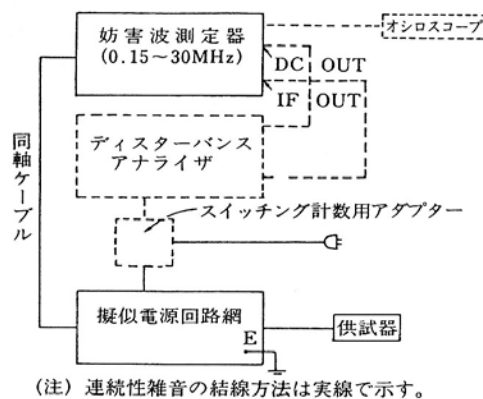 妨害波測定器
(0.15～30MHz)
オシロスコープ
DC OUT
IF OUT
ディスターバンス
アナライザ
同軸ケーブル
スイッチング計数用アダプター
擬似電源回路網
E
供試器
(注) 連続性雑音の結線方法は実線で示す。